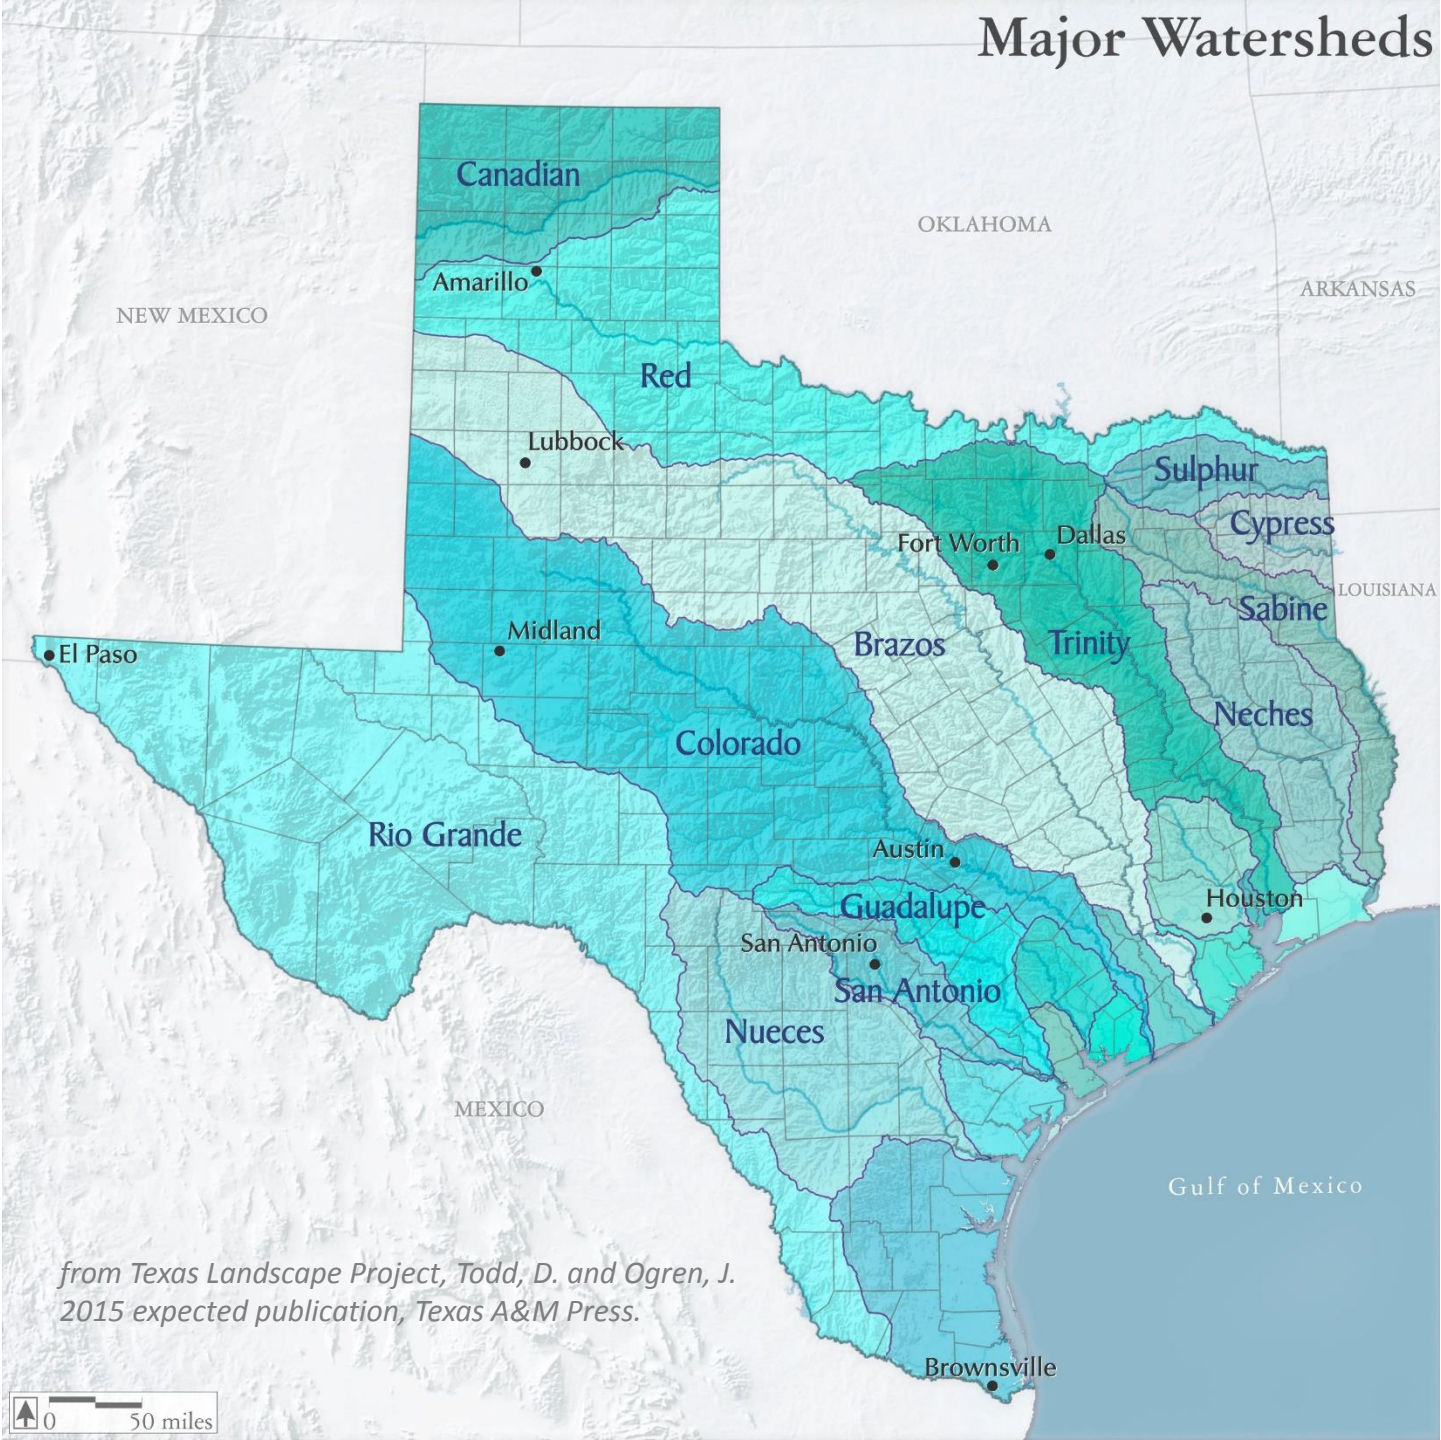 Major Watersheds
Canadian
OKLAHOMA
Amarillo
ARKANSAS
NEW MEXICO
Red
Lubbock
Sulphur
Cypress
Fort Worth
Dallas
LOUISIANA
Sabine
Midland
Brazos
Trinity
El Paso
Neches
Colorado
Rio Grande
Austin
Houston
Guadalupe
San Antonio
San Antonio
Nueces
MEXICO
Gulf of Mexico
from Texas Landscape Project, Todd, D. and Ogren, J.
2015 expected publication, Texas A&M Press.
Brownsville
0 50 miles